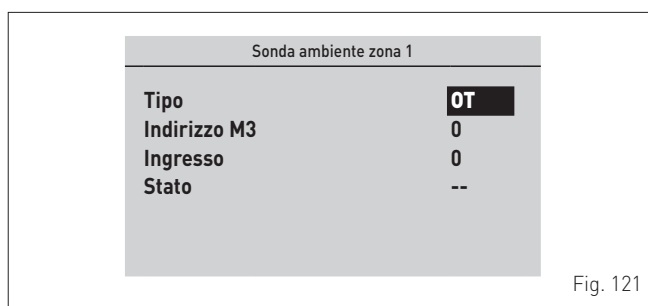 Sonda ambiente zona 1
Tipo OT
Indirizzo M3 0
Ingresso 0
Stato --
Fig. 121